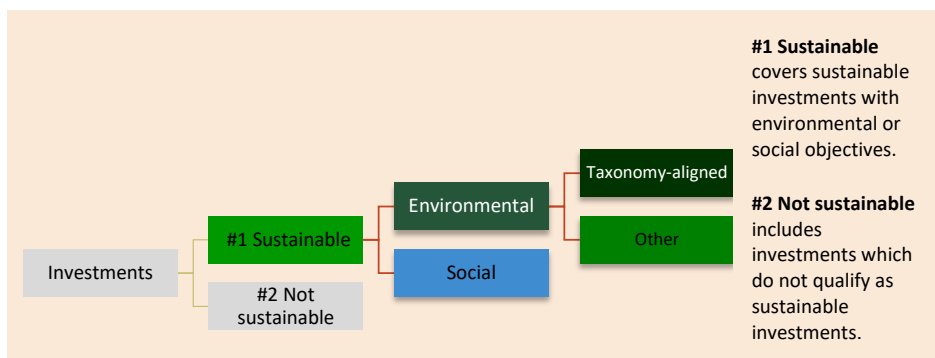 Investments
#1 Sustainable
#2 Not
sustainable
Environmental
Social
Taxonomy-aligned
Other
#1 Sustainable
covers sustainable
investments with
environmental or
social objectives.
#2 Not sustainable
includes
investments which
do not qualify as
sustainable
investments.